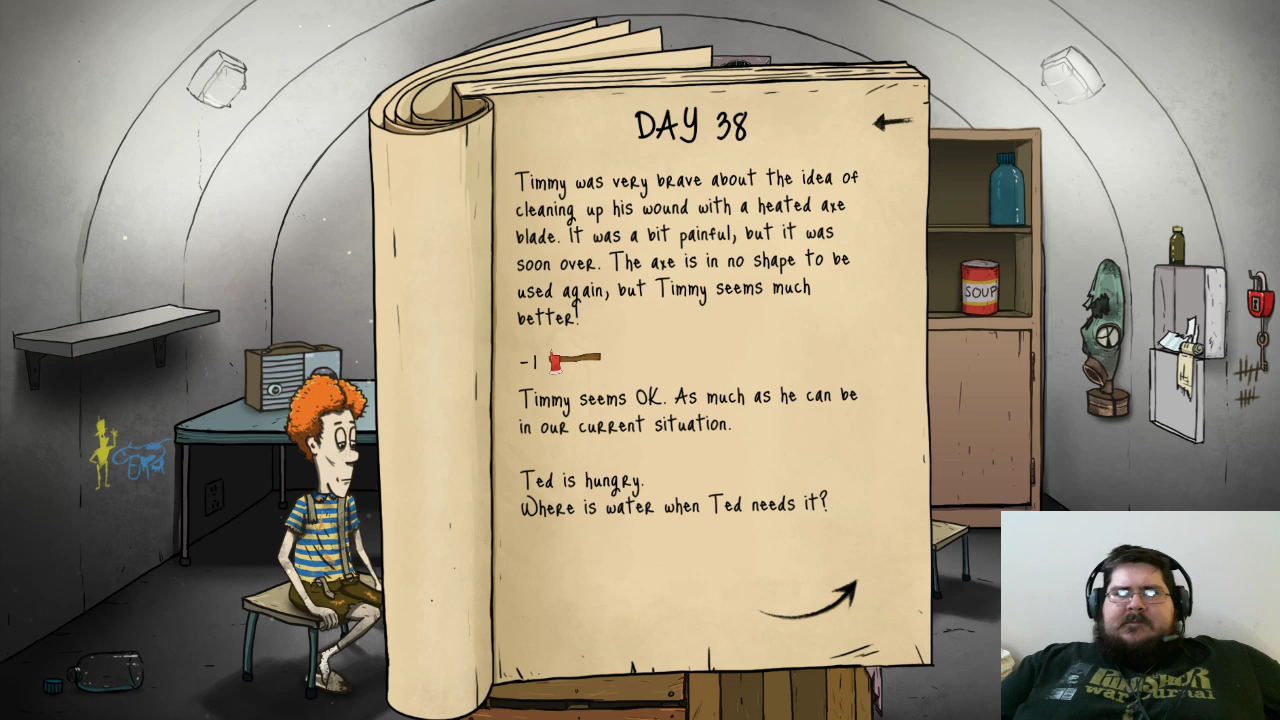 DAY 38
Timmy was very brave about the idea of
cleaning up his wound with a heated axe
blade. It was a bit painful, but it was
soon over. The axe is in no shape to be
used again, but Timmy seems much
better!
-1
Timmy seems OK. As much as he can be
in our current situation.
Ted is hungry.
Where is water when Ted needs it?
SOUP
PUNISHER
war journal